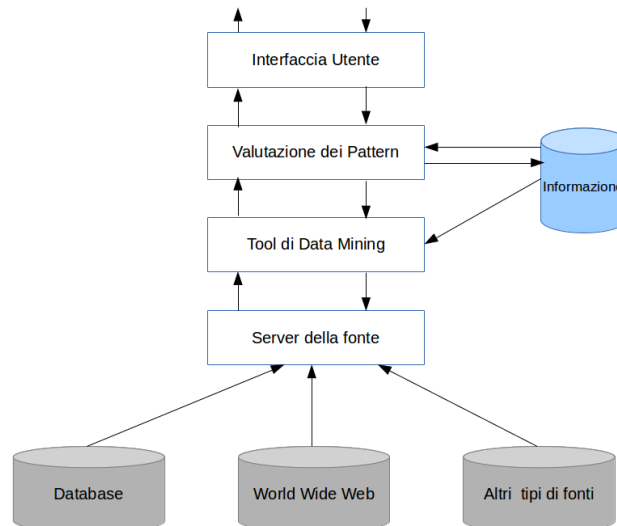 Interfaccia Utente
Valutazione dei Pattern
Informazione
Tool di Data Mining
Server della fonte
Database
World Wide Web
Altri tipi di fonti